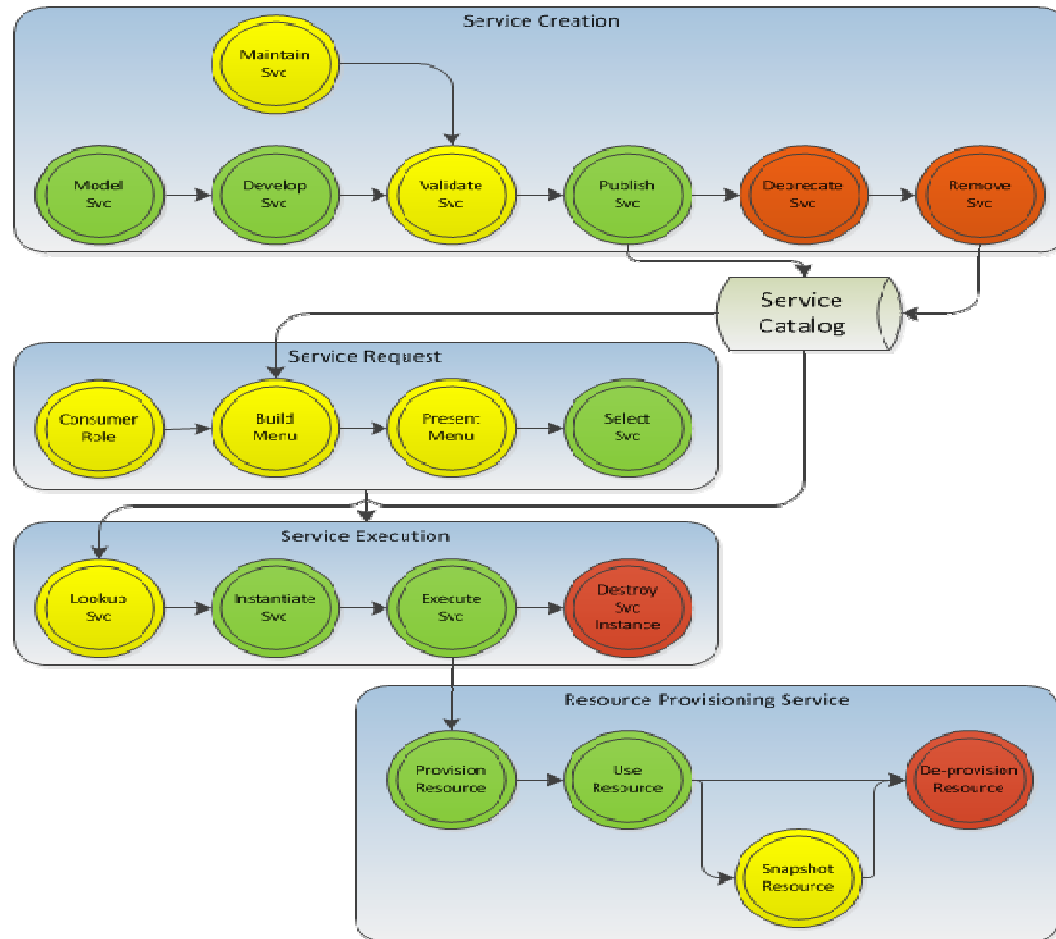 Service Creation
Maintain
Svc
Model
Svc
Develop
Svc
Validate
Svc
Publish
Svc
Deprecate
Svc
Remove
Svc
Service
Catalog
Service Request
Consumer
Role
Build
Menu
Present
Menu
Select
Svc
Service Execution
Lookup
Svc
Instantiate
Svc
Execute
Svc
Destroy
Svc
Instance
Resource Provisioning Service
Provision
Resource
Use
Resource
De-provision
Resource
Snapshot
Resource